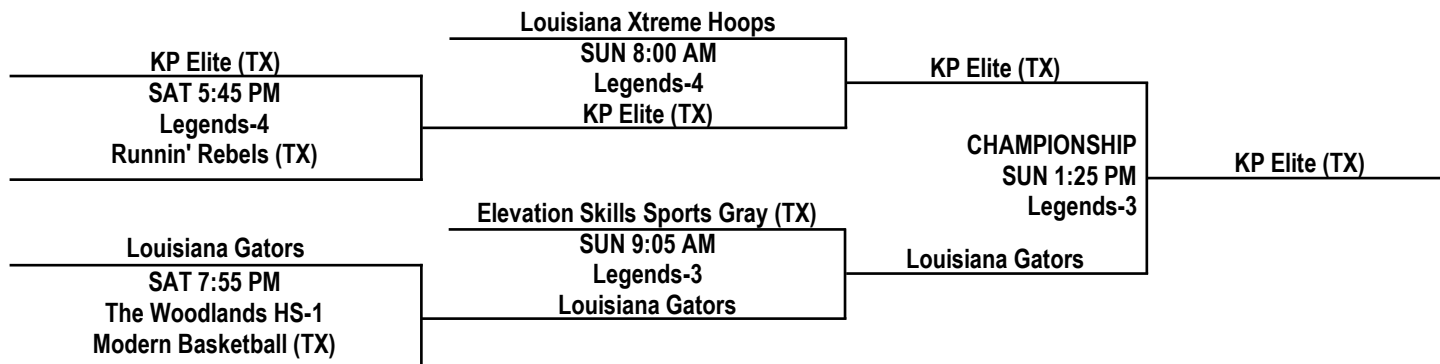 KP Elite (TX)
SAT 5:45 PM
Legends-4
Runnin' Rebels (TX)
Louisiana Gators
SAT 7:55 PM
The Woodlands HS-1
Modern Basketball (TX)
Louisiana Xtreme Hoops
SUN 8:00 AM
Legends-4
KP Elite (TX)
Elevation Skills Sports Gray (TX)
SUN 9:05 AM
Legends-3
Louisiana Gators
KP Elite (TX)
CHAMPIONSHIP
SUN 1:25 PM
Legends-3
Louisiana Gators
KP Elite (TX)